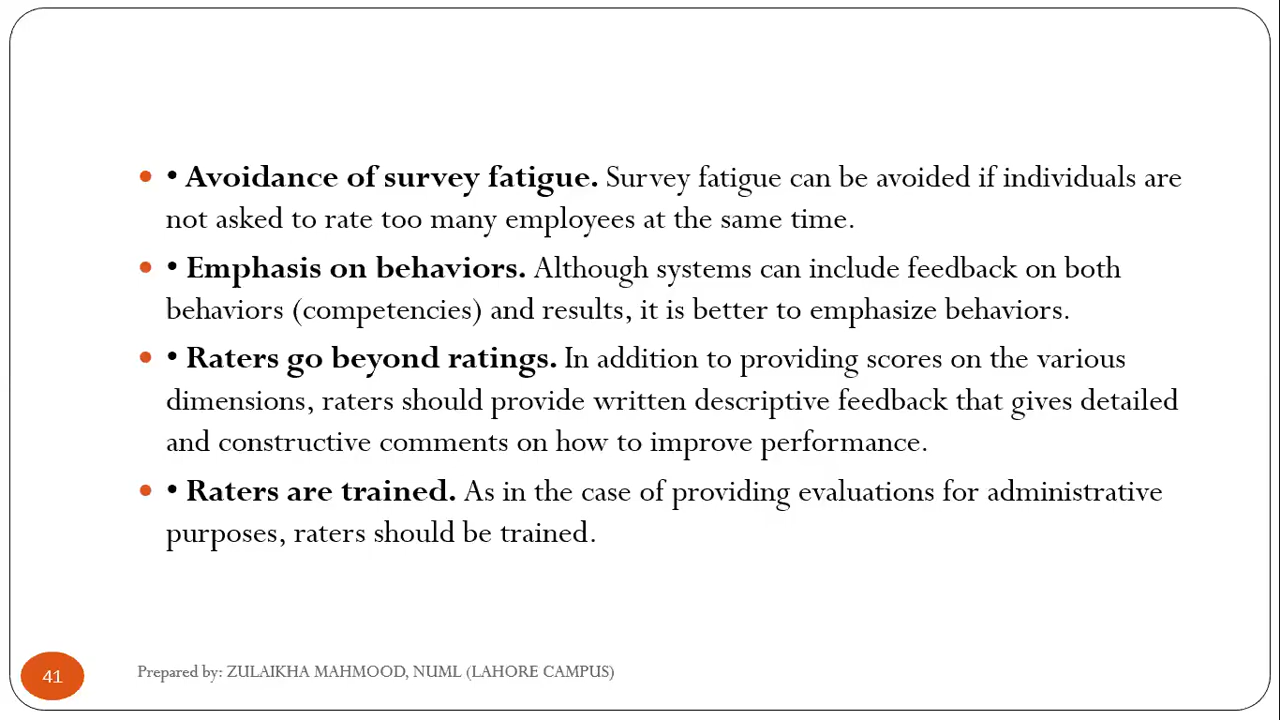 • • Avoidance of survey fatigue. Survey fatigue can be avoided if individuals are
not asked to rate too many employees at the same time.
• • Emphasis on behaviors. Although systems can include feedback on both
behaviors (competencies) and results, it is better to emphasize behaviors.
• • Raters go beyond ratings. In addition to providing scores on the various
dimensions, raters should provide written descriptive feedback that gives detailed
and constructive comments on how to improve performance.
• • Raters are trained. As in the case of providing evaluations for administrative
purposes, raters should be trained.
41
Prepared by: ZULAIKHA MAHMOOD, NUML (LAHORE CAMPUS)